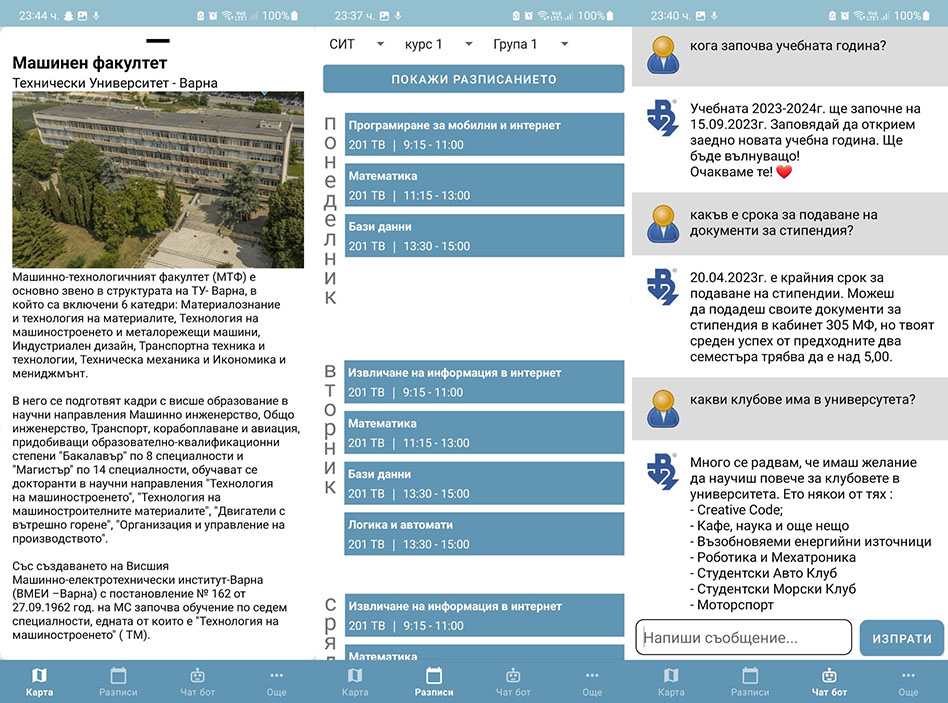 23:44 ч.
100%
Машинен факултет
Технически Университет - Варна
Машинно-технологичният факултет (МТФ) е
основно звено в структурата на ТУ- Варна, в
който са включени 6 катедри: Материалознание
и технология на материалите, Технология на
машиностроенето и металорежещи машини,
Индустриален дизайн, Транспортна техника и
технологии, Техническа механика и Икономика и
мениджмънт.
В него се подготвят кадри с висше образование в
научни направления Машинно инженерство, Общо
инженерство, Транспорт, корабоплаване и авиация,
придобиващи образователно-квалификационни
степени "Бакалавър" по 8 специалности и
"Магистър" по 14 специалности, обучават се
докторанти в научни направления "Технология
на машиностроенето", "Технология на
машиностроителните материали", "Двигатели с
вътрешно горене", "Организация и управление на
производството".
Със създаването на Висшия
Машинно-електротехнически институт-Варна
(ВМЕИ –Варна) с постановление № 162 от
27.09.1962 год. на МС започва обучение по седем
специалности, едната от които е "Технология на
машиностроенето" ( ТМ).
Карта
Разписи
Чат бот
Още
23:37 ч.
100%
СИТ
курс 1
Група 1
ПОКАЖИ РАЗПИСАНИЕТО
Понеделник
Програмиране за мобилни и интернет
201 ТВ | 9:15 - 11:00
Математика
201 ТВ | 11:15 - 13:00
Бази данни
201 ТВ | 13:30 - 15:00
Вторник
Извличане на информация в интернет
201 ТВ | 9:15 - 11:00
Математика
201 ТВ | 11:15 - 13:00
Бази данни
201 ТВ | 13:30 - 15:00
Логика и автомати
201 ТВ | 13:30 - 15:00
Сряд
Извличане на информация в интернет
201 ТВ | 9:15 - 11:00
Математика
Карта
Разписи
Чат бот
Още
23:40 ч.
100%
кога започва учебната година?
Учебната 2023-2024г. ще започне на
15.09.2023г. Заповядай да открием
заедно новата учебна година. Ще
бъде вълнуващо!
Очакваме те! ❤️
какъв е срока за подаване на
документи за стипендия?
20.04.2023г. е крайния срок за
подаване на стипендии. Можеш
да подадеш своите документи за
стипендия в кабинет 305 МФ, но твоят
среден успех от предходните два
семестъра трябва да е над 5,00.
какви клубове има в универсутета?
Много се радвам, че имаш желание
да научиш повече за клубовете в
университета. Ето някои от тях :
- Creative Code;
- Кафе, наука и още нещо
- Възобновяеми енергийни източници
- Роботика и Мехатроника
- Студентски Авто Клуб
- Студентски Морски Клуб
- Моторспорт
Напиши съобщение...
ИЗПРАТИ
Карта
Разписи
Чат бот
Още